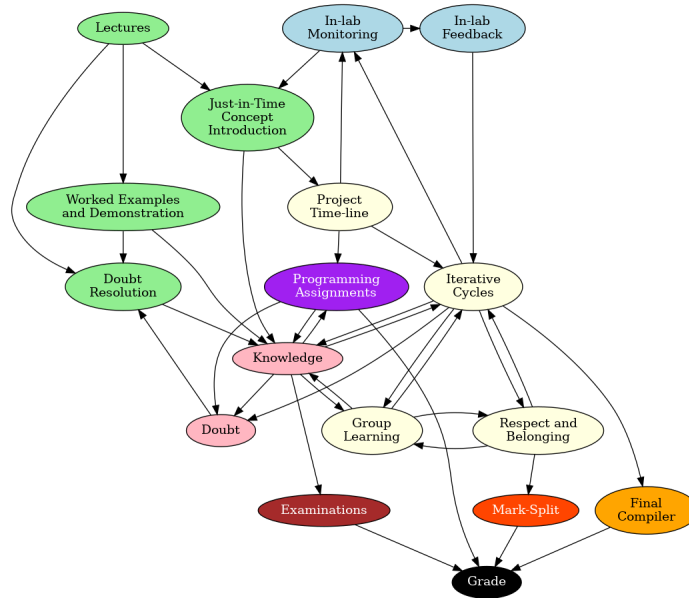 Lectures
In-lab
Monitoring
In-lab
Feedback
Just-in-Time
Concept
Introduction
Worked Examples
and Demonstration
Project
Time-line
Doubt
Resolution
Programming
Assignments
Iterative
Cycles
Knowledge
Doubt
Group
Learning
Respect and
Belonging
Examinations
Mark-Split
Final
Compiler
Grade